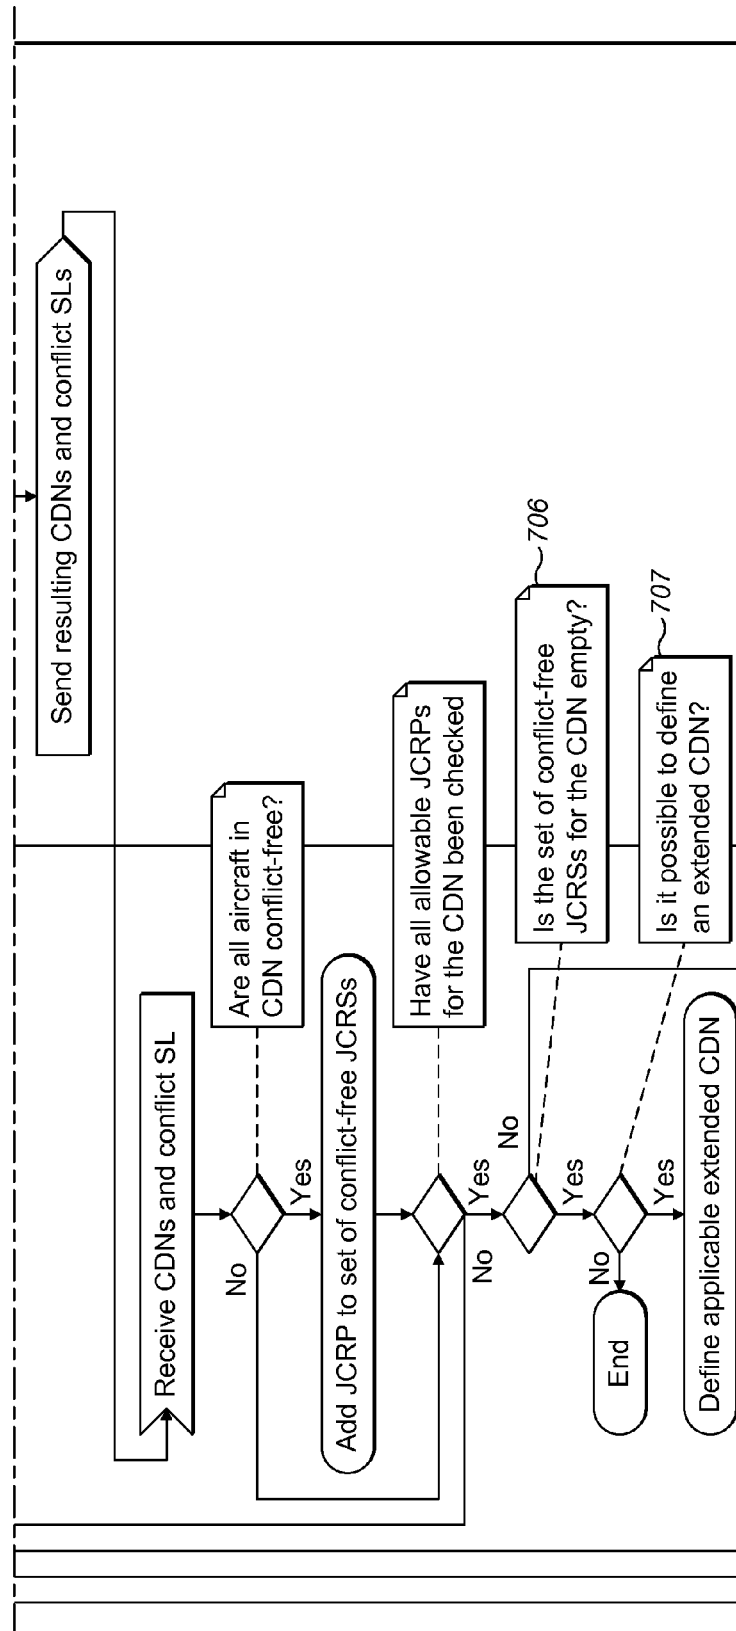 Send resulting CDNs and conflict SLs
Receive CDNs and conflict SL
Are all aircraft in
CDN conflict-free?
No
Yes
Add JCRP to set of conflict-free JCRSs
Have all allowable JCRPs
for the CDN been checked
No
Yes
No
706
Is the set of conflict-free
JCRSs for the CDN empty?
Yes
707
Is it possible to define
an extended CDN?
No
Yes
End
Define applicable extended CDN